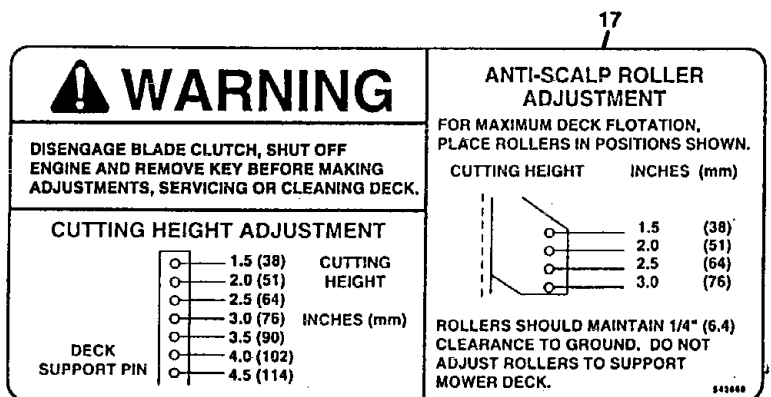 17
WARNING
DISENGAGE BLADE CLUTCH, SHUT OFF
ENGINE AND REMOVE KEY BEFORE MAKING
ADJUSTMENTS, SERVICING OR CLEANING DECK.
CUTTING HEIGHT ADJUSTMENT
1.5 (38) CUTTING
2.0 (51) HEIGHT
2.5 (64)
3.0 (76) INCHES (mm)
3.5 (90)
DECK 4.0 (102)
SUPPORT PIN 4.5 (114)
ANTI-SCALP ROLLER
ADJUSTMENT
FOR MAXIMUM DECK FLOTATION,
PLACE ROLLERS IN POSITIONS SHOWN.
CUTTING HEIGHT INCHES (mm)
1.5 (38)
2.0 (51)
2.5 (64)
3.0 (76)
ROLLERS SHOULD MAINTAIN 1/4" (6.4)
CLEARANCE TO GROUND. DO NOT
ADJUST ROLLERS TO SUPPORT
MOWER DECK.